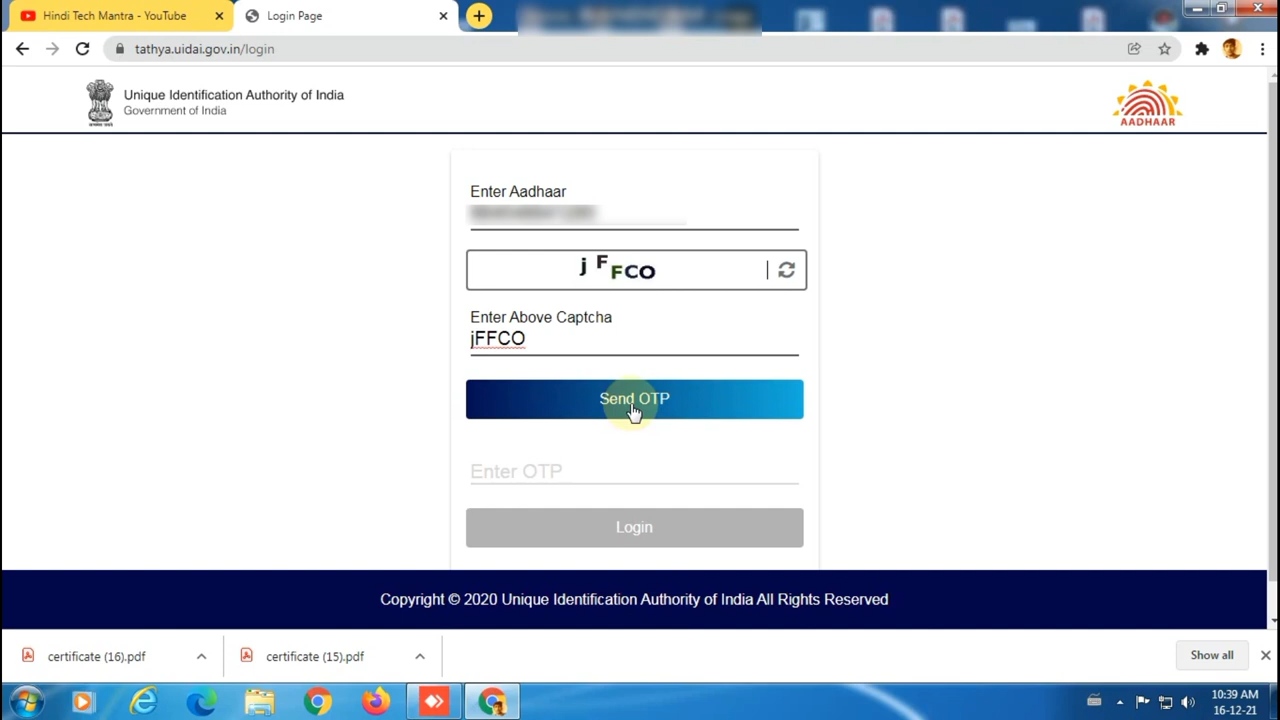 Hindi Tech Mantra - YouTube
Login Page
tathya.uidai.gov.in/login
Unique Identification Authority of India
Government of India
AADHAAR
Enter Aadhaar
jFFCO
Enter Above Captcha
jFFCO
Send OTP
Enter OTP
Login
Copyright © 2020 Unique Identification Authority of India All Rights Reserved
certificate (16).pdf
certificate (15).pdf
Show all
10:39 AM
16-12-21